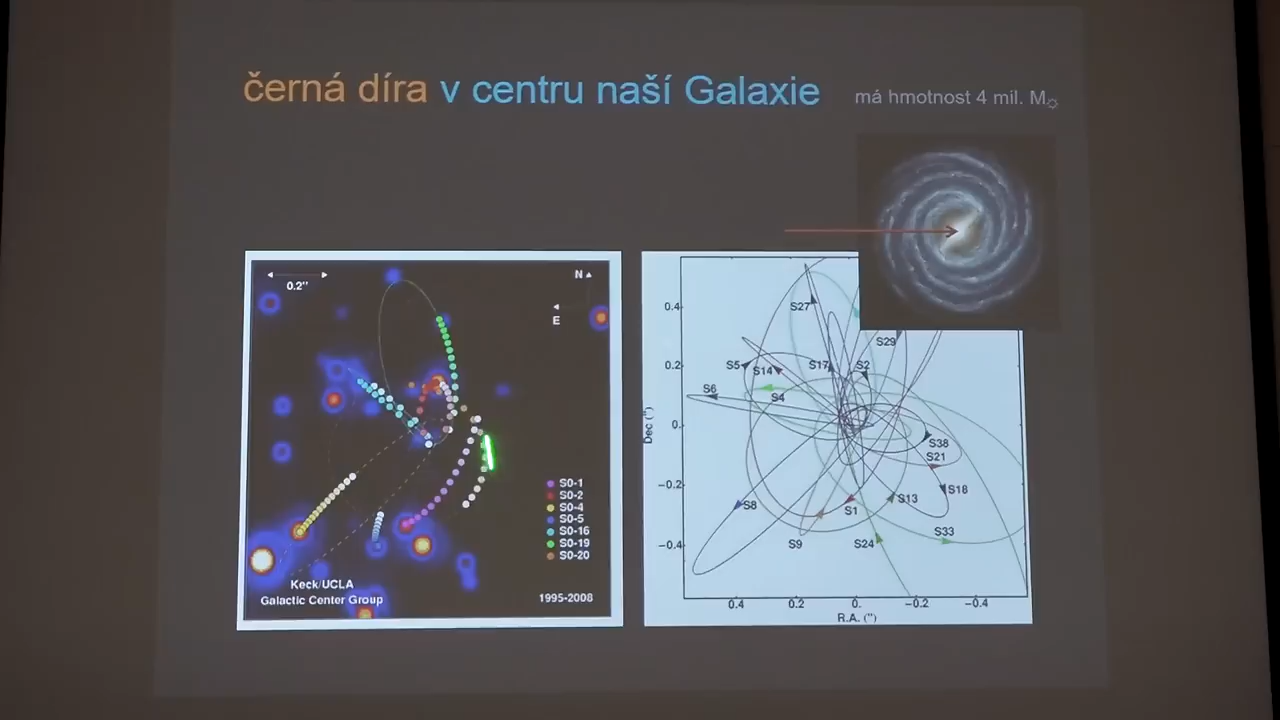 černá díra v centru naší Galaxie
má hmotnost 4 mil. M☼
0.2''
N
E
S0-1
S0-2
S0-4
S0-5
S0-16
S0-19
S0-20
Keck/UCLA
Galactic Center Group
1995-2008
0.4
0.2
0.
-0.2
-0.4
Dec (")
S27
S29
S5
S14
S17
S2
S6
S4
S38
S21
S18
S8
S13
S1
S9
S24
S33
0.4
0.2
0.
-0.2
-0.4
R.A. (")